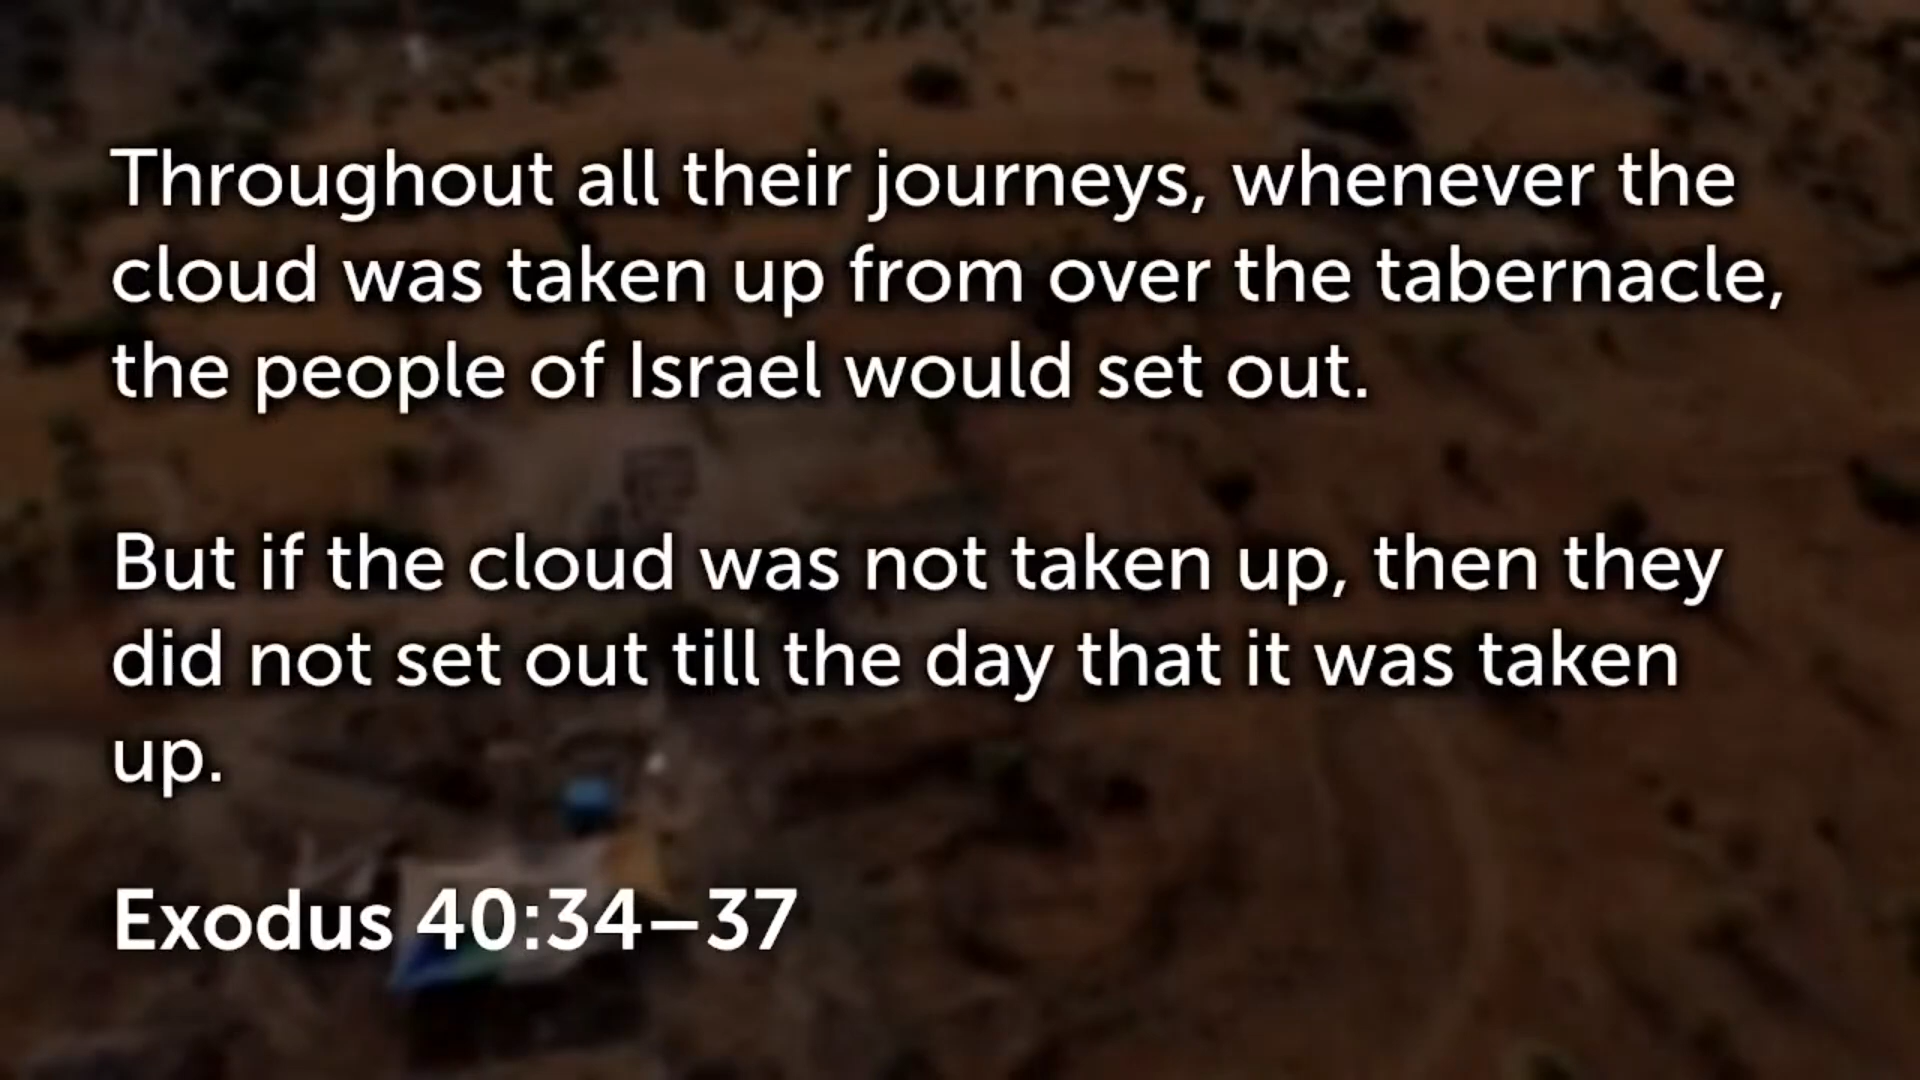 Throughout all their journeys, whenever the
cloud was taken up from over the tabernacle,
the people of Israel would set out.
But if the cloud was not taken up, then they
did not set out till the day that it was taken
up.
Exodus 40:34–37